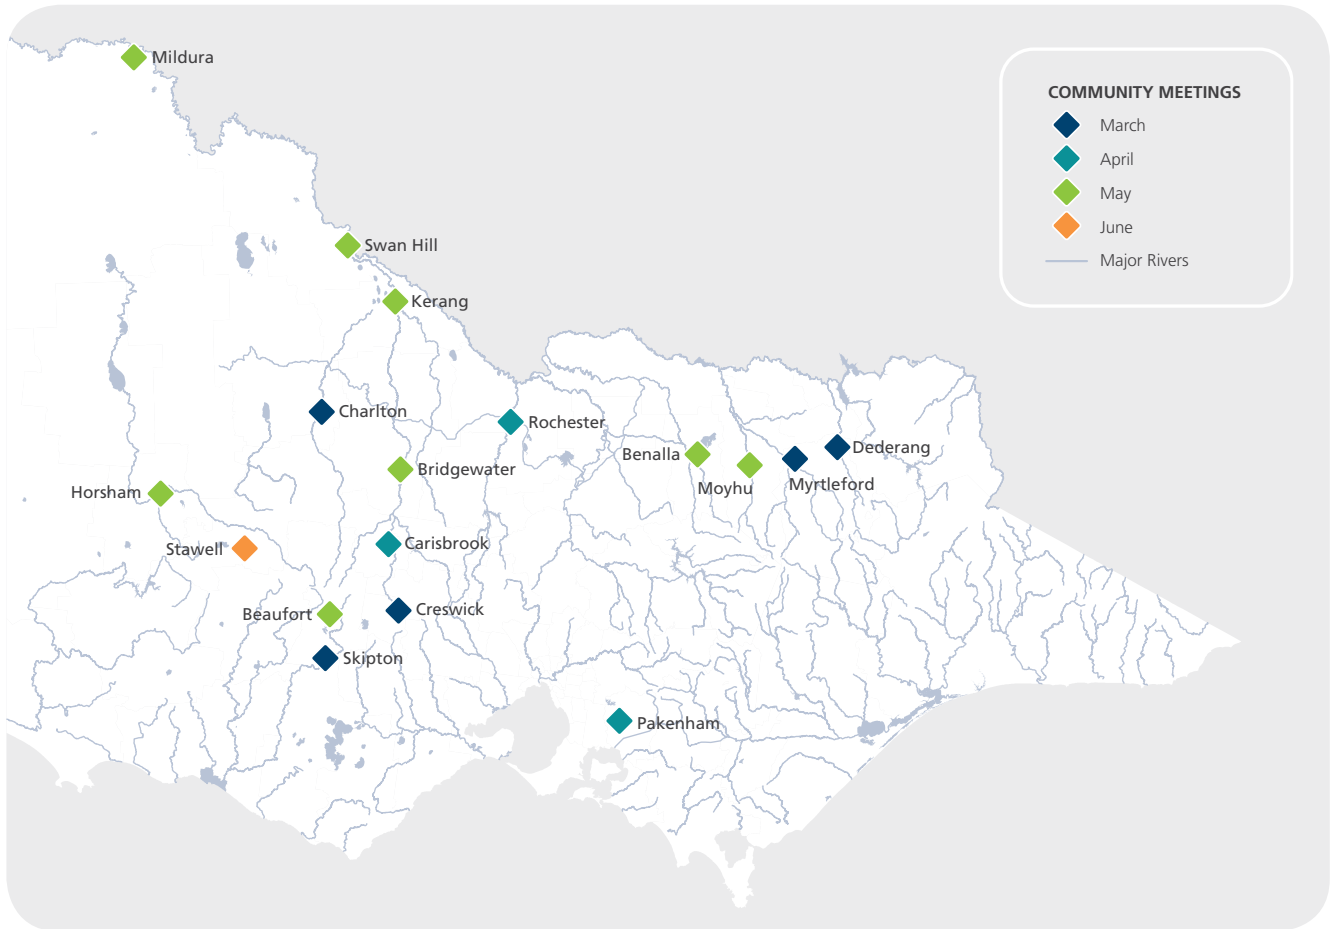 Mildura
COMMUNITY MEETINGS
March
April
May
June
Major Rivers
Swan Hill
Kerang
Charlton
Rochester
Benalla
Dederang
Bridgewater
Moyhu
Myrtleford
Horsham
Stawell
Carisbrook
Beaufort
Creswick
Skipton
Pakenham